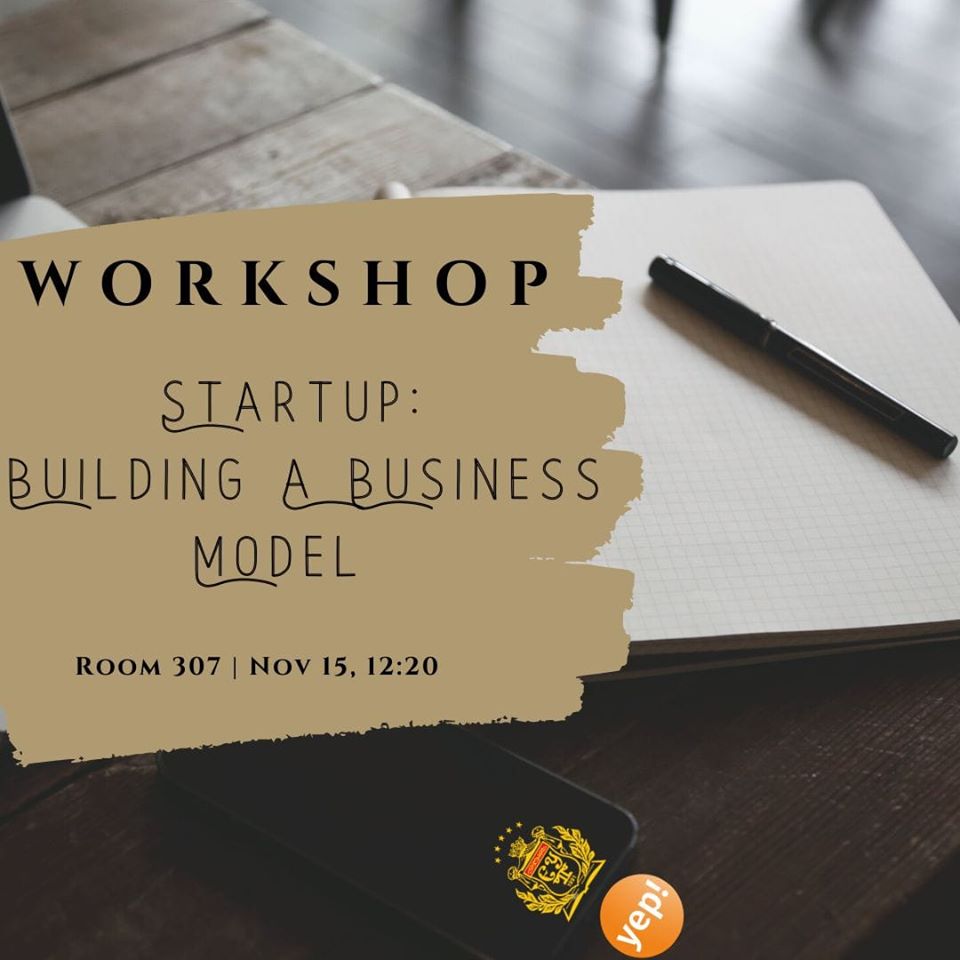 WORKSHOP
STARTUP:
BUILDING A BUSINESS
MODEL
ROOM 307 | NOV 15, 12:20
yep!